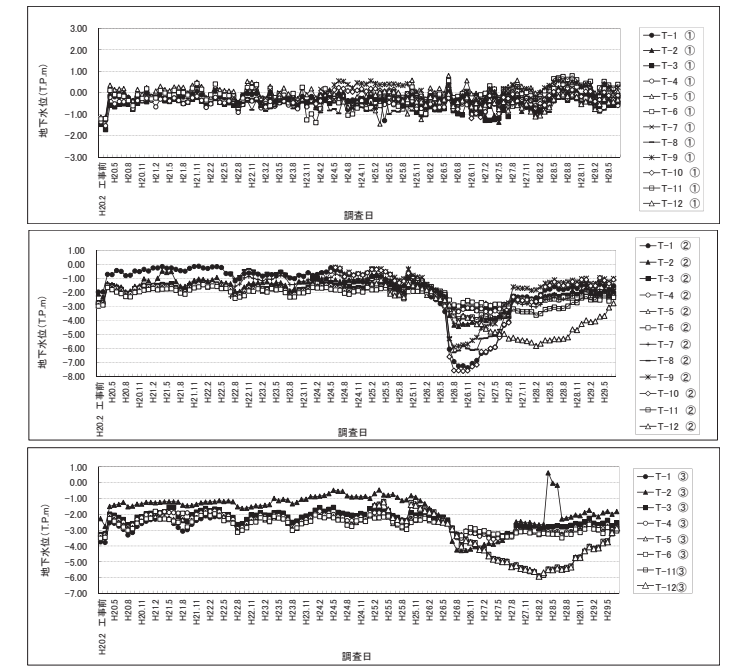 3.00
2.00
1.00
0.00
−1.00
−2.00
−3.00
地下水位(T.P.m)
H20.2 工事前
H20.5
H20.8
H20.11
H21.2
H21.5
H21.8
H21.11
H22.2
H22.5
H22.8
H22.11
H23.2
H23.5
H23.8
H23.11
H24.2
H24.5
H24.8
H24.11
H25.2
H25.5
H25.8
H25.11
H26.2
H26.5
H26.8
H26.11
H27.2
H27.5
H27.8
H27.11
H28.2
H28.5
H28.8
H28.11
H29.2
H29.5
調査日
T-1 ①
T-2 ①
T-3 ①
T-4 ①
T-5 ①
T-6 ①
T-7 ①
T-8 ①
T-9 ①
T-10 ①
T-11 ①
T-12 ①
1.00
0.00
−1.00
−2.00
−3.00
−4.00
−5.00
−6.00
−7.00
−8.00
地下水位(T.P.m)
H20.2 工事前
H20.5
H20.8
H20.11
H21.2
H21.5
H21.8
H21.11
H22.2
H22.5
H22.8
H22.11
H23.2
H23.5
H23.8
H23.11
H24.2
H24.5
H24.8
H24.11
H25.2
H25.5
H25.8
H25.11
H26.2
H26.5
H26.8
H26.11
H27.2
H27.5
H27.8
H27.11
H28.2
H28.5
H28.8
H28.11
H29.2
H29.5
調査日
T-1 ②
T-2 ②
T-3 ②
T-4 ②
T-5 ②
T-6 ②
T-7 ②
T-8 ②
T-9 ②
T-10 ②
T-11 ②
T-12 ②
1.00
0.00
−1.00
−2.00
−3.00
−4.00
−5.00
−6.00
−7.00
地下水位(T.P.m)
H20.2 工事前
H20.5
H20.8
H20.11
H21.2
H21.5
H21.8
H21.11
H22.2
H22.5
H22.8
H22.11
H23.2
H23.5
H23.8
H23.11
H24.2
H24.5
H24.8
H24.11
H25.2
H25.5
H25.8
H25.11
H26.2
H26.5
H26.8
H26.11
H27.2
H27.5
H27.8
H27.11
H28.2
H28.5
H28.8
H28.11
H29.2
H29.5
調査日
T-1 ③
T-2 ③
T-3 ③
T-4 ③
T-5 ③
T-6 ③
T-11③
T-12③